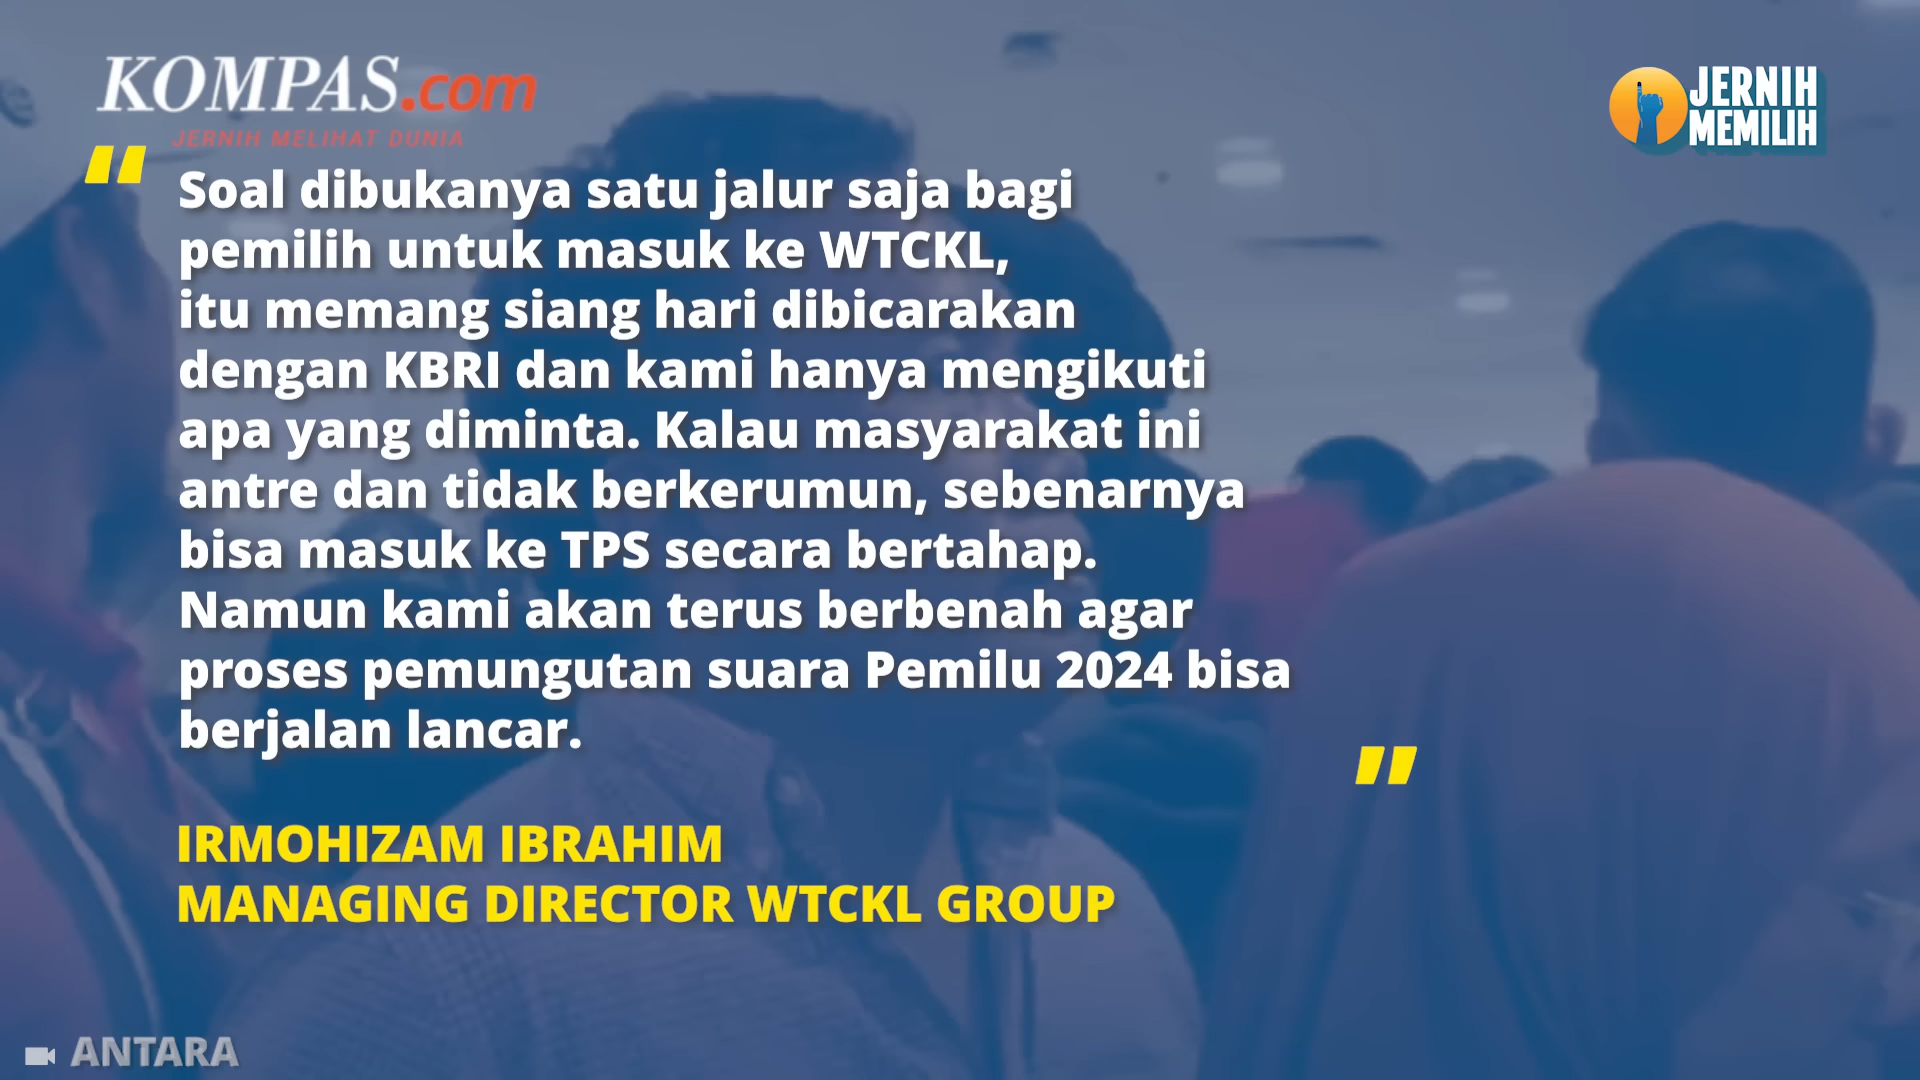 KOMPAS.com
JERNIH MELIHAT DUNIA
JERNIH
MEMILIH
“
Soal dibukanya satu jalur saja bagi
pemilih untuk masuk ke WTCKL,
itu memang siang hari dibicarakan
dengan KBRI dan kami hanya mengikuti
apa yang diminta. Kalau masyarakat ini
antre dan tidak berkerumun, sebenarnya
bisa masuk ke TPS secara bertahap.
Namun kami akan terus berbenah agar
proses pemungutan suara Pemilu 2024 bisa
berjalan lancar.
”
IRMOHIZAM IBRAHIM
MANAGING DIRECTOR WTCKL GROUP
ANTARA